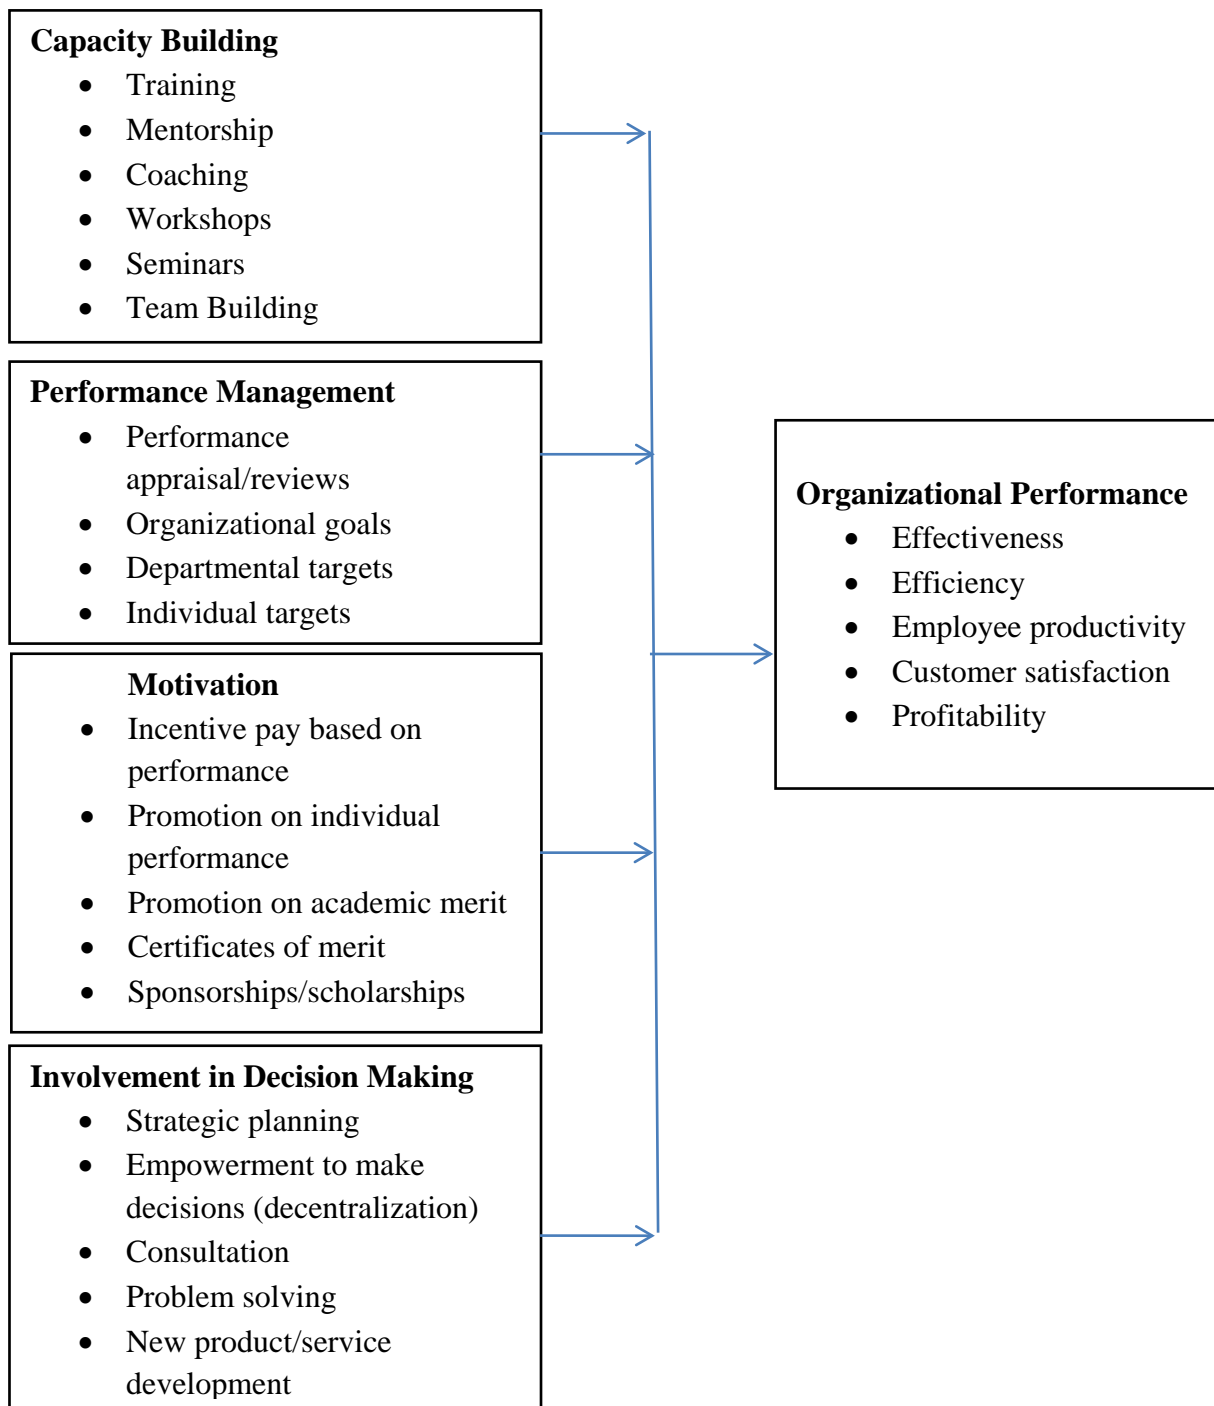 Capacity Building
• Training
• Mentorship
• Coaching
• Workshops
• Seminars
• Team Building
Performance Management
• Performance
appraisal/reviews
• Organizational goals
• Departmental targets
• Individual targets
Motivation
• Incentive pay based on
performance
• Promotion on individual
performance
• Promotion on academic merit
• Certificates of merit
• Sponsorships/scholarships
Involvement in Decision Making
• Strategic planning
• Empowerment to make
decisions (decentralization)
• Consultation
• Problem solving
• New product/service
development
Organizational Performance
• Effectiveness
• Efficiency
• Employee productivity
• Customer satisfaction
• Profitability